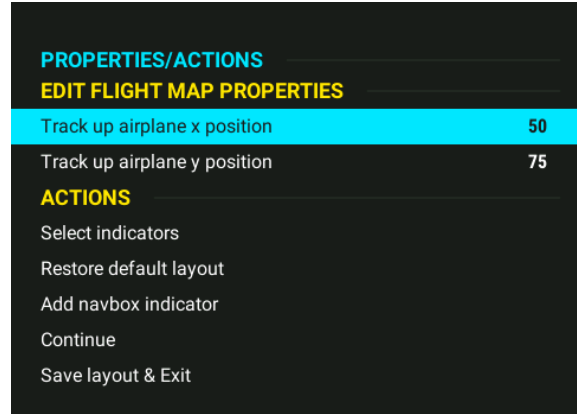 PROPERTIES/ACTIONS
EDIT FLIGHT MAP PROPERTIES
Track up airplane x position 50
Track up airplane y position 75
ACTIONS
Select indicators
Restore default layout
Add navbox indicator
Continue
Save layout & Exit